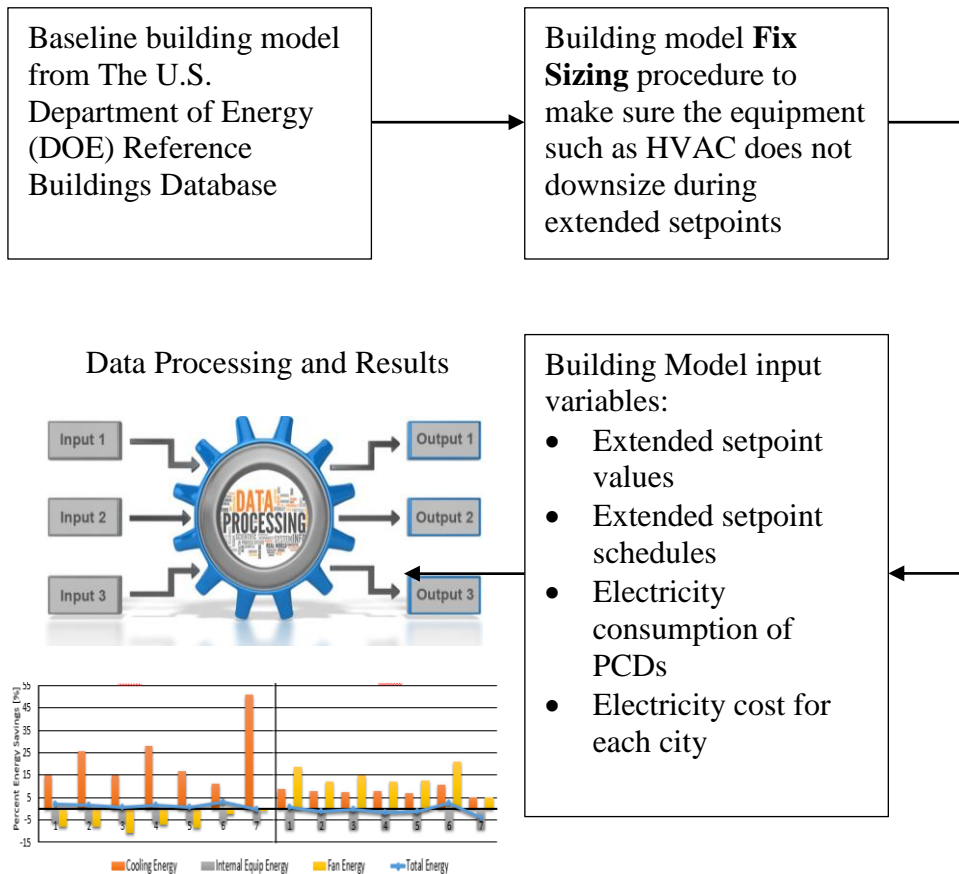 Baseline building model
from The U.S.
Department of Energy
(DOE) Reference
Buildings Database
Building model Fix
Sizing procedure to
make sure the equipment
such as HVAC does not
downsize during
extended setpoints
Data Processing and Results
Input 1
Input 2
Input 3
DATA
PROCESSING
Output 1
Output 2
Output 3
Building Model input
variables:
• Extended setpoint
values
• Extended setpoint
schedules
• Electricity
consumption of
PCDs
• Electricity cost for
each city
Percent Energy Savings [%]
55
45
35
25
15
5
-5
-15
1 2 3 4 5 6 7 1 2 3 4 5 6 7
Cooling Energy Internal Equip Energy Fan Energy Total Energy